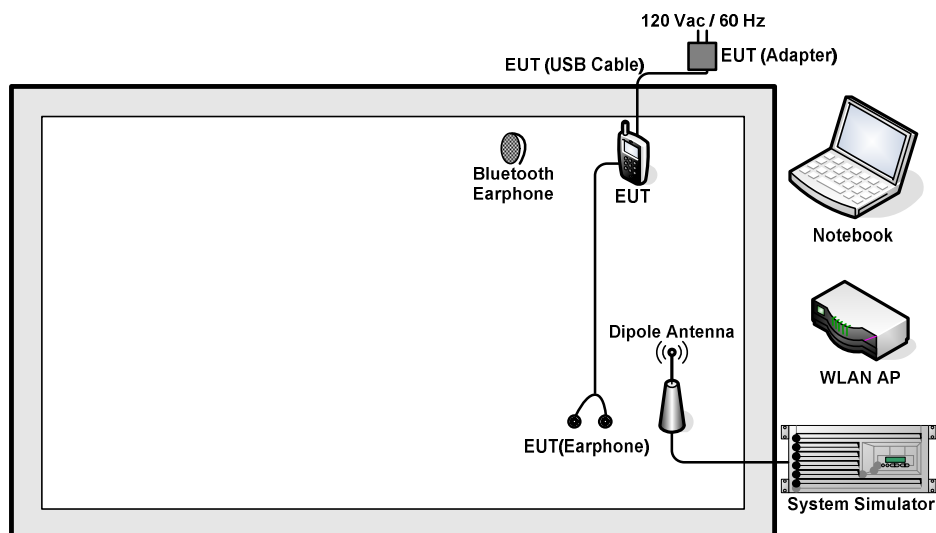 120 Vac / 60 Hz
EUT (USB Cable)
EUT (Adapter)
Bluetooth
Earphone
EUT
Notebook
Dipole Antenna
WLAN AP
EUT(Earphone)
System Simulator